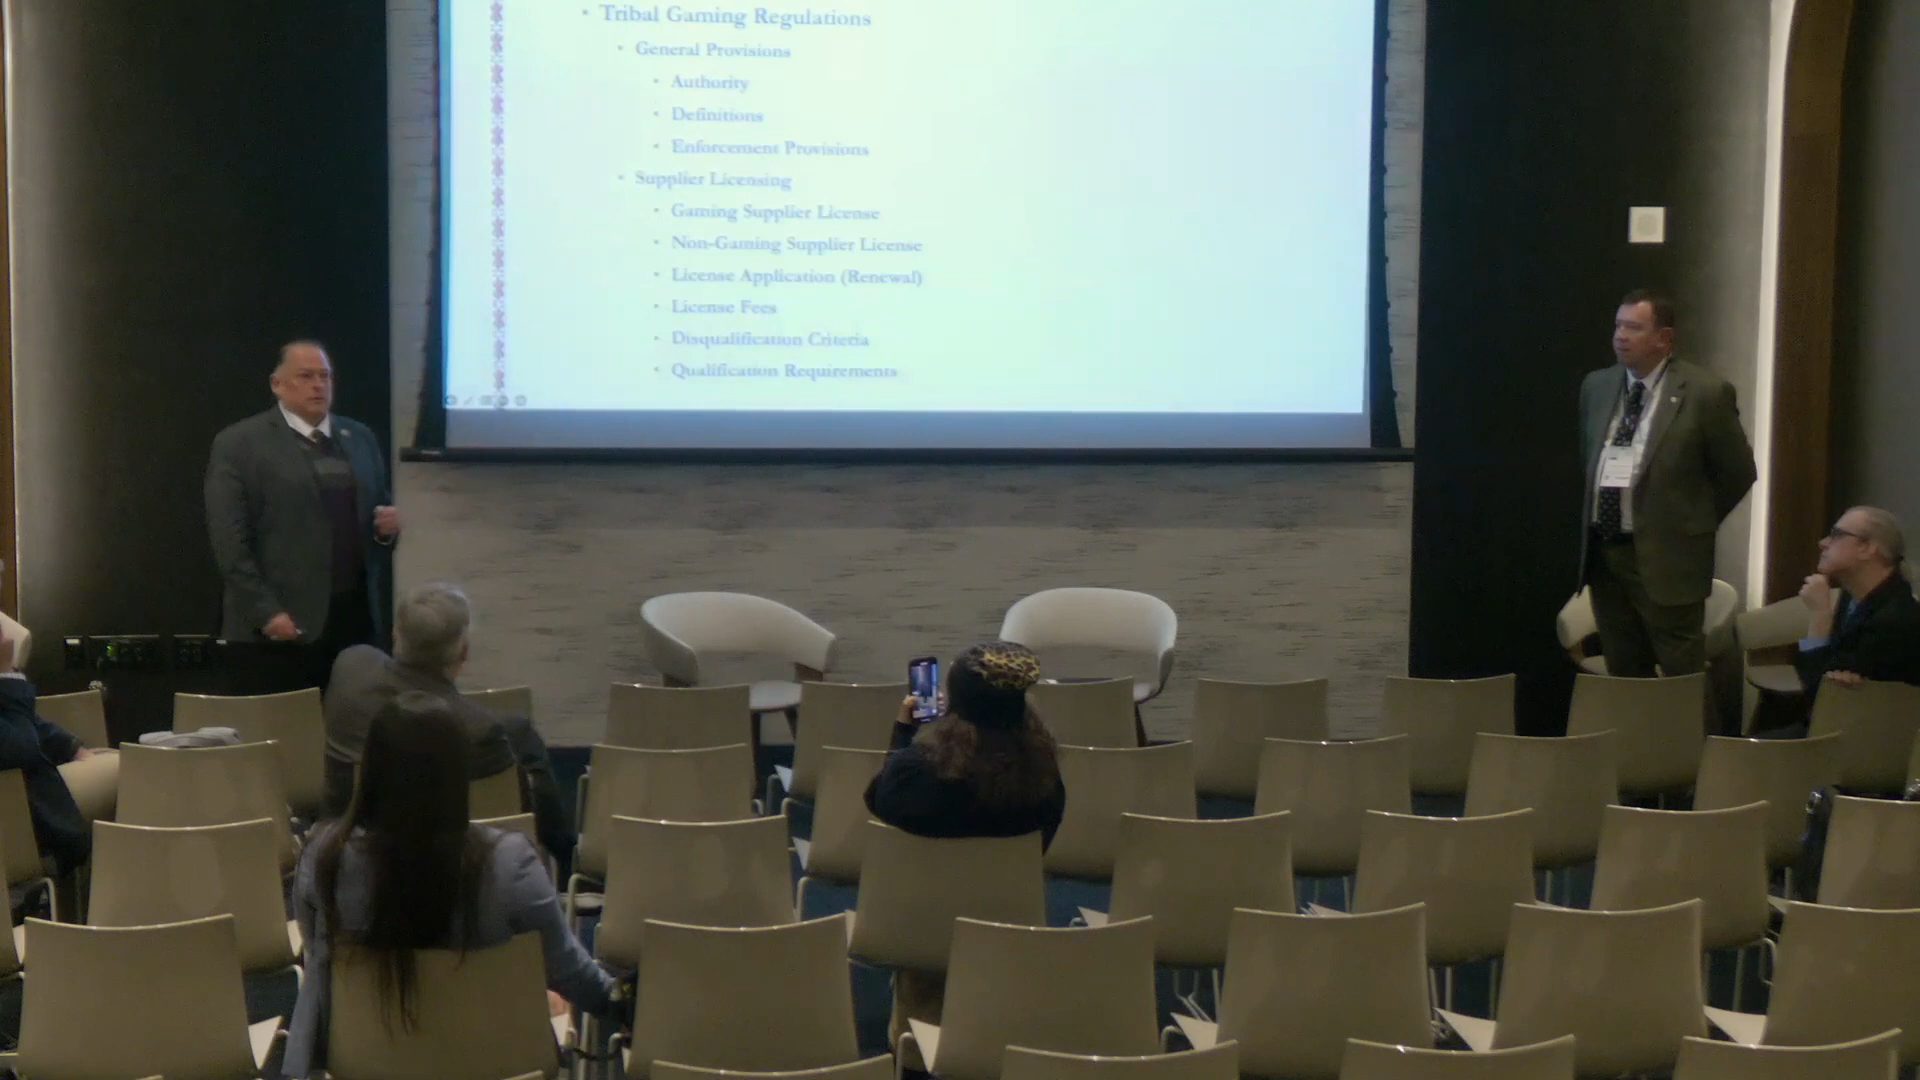 • Tribal Gaming Regulations
• General Provisions
• Authority
• Definitions
• Enforcement Provisions
• Supplier Licensing
• Gaming Supplier License
• Non-Gaming Supplier License
• License Application (Renewal)
• License Fees
• Disqualification Criteria
• Qualification Requirements